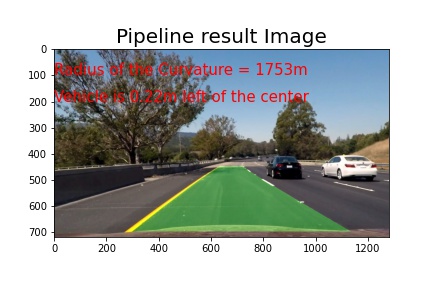 Pipeline result Image
Radius of the Curvature = 1753m
Vehicle is 0.22m left of the center
0
100
200
300
400
500
600
700
0 200 400 600 800 1000 1200